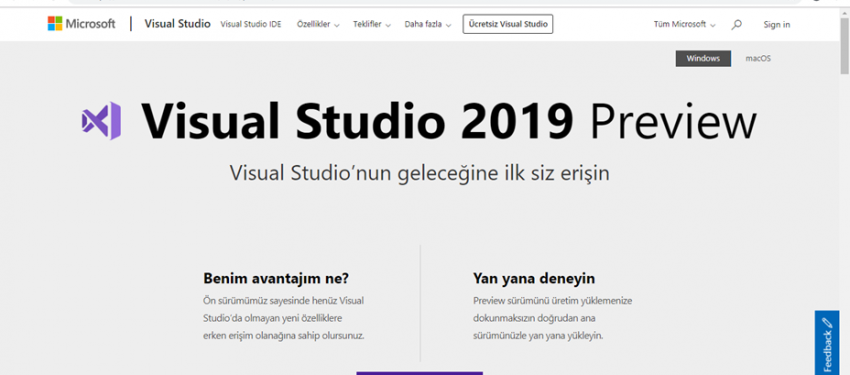 Microsoft | Visual Studio Visual Studio IDE Özellikler Teklifler Daha fazla Ücretsiz Visual Studio Tüm Microsoft Sign in
Windows macOS
Visual Studio 2019 Preview
Visual Studio'nun geleceğine ilk siz erişin
Benim avantajım ne?
Ön sürümümüz sayesinde henüz Visual
Studio'da olmayan yeni özelliklere
erken erişim olanağına sahip olursunuz.
Yan yana deneyin
Preview sürümünü üretim yüklemenize
dokunmaksızın doğrudan ana
sürümünüzle yan yana yükleyin.
Feedback